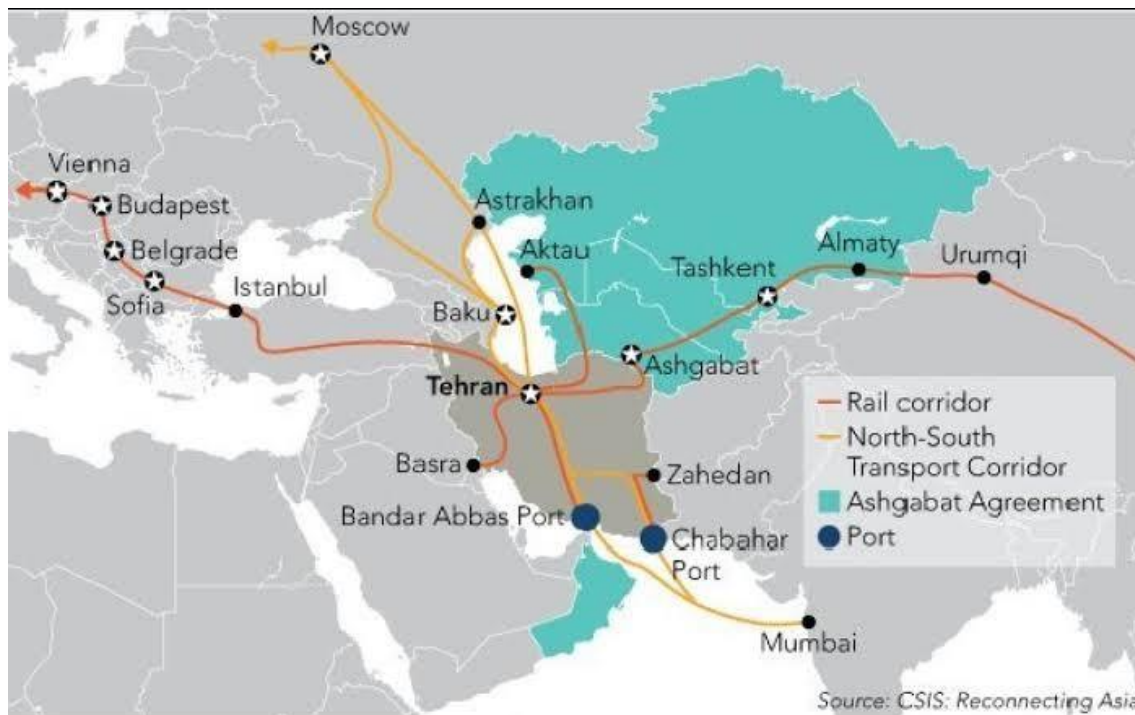 Moscow
Vienna
Budapest
Belgrade
Sofia
Istanbul
Astrakhan
Aktau
Baku
Tashkent
Almaty
Urumqi
Ashgabat
Tehran
Basra
Zahedan
Bandar Abbas Port
Chabahar
Port
Mumbai
Rail corridor
North-South
Transport Corridor
Ashgabat Agreement
Port
Source: CSIS: Reconnecting Asia